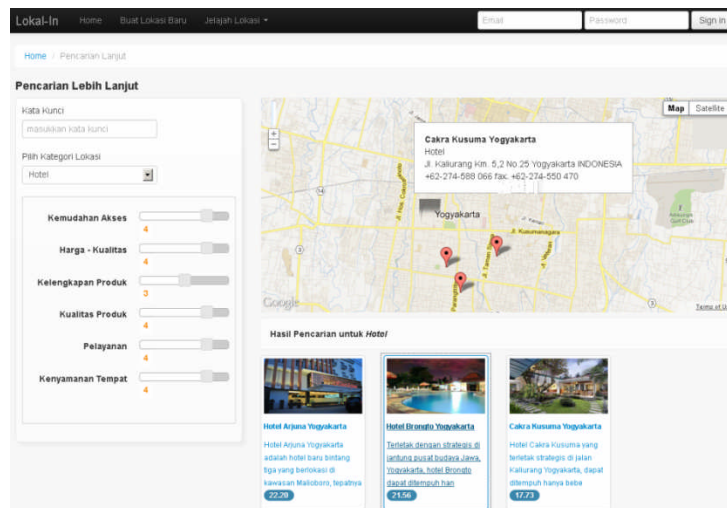 Lokal-In Home Buat Lokasi Baru Jelajah Lokasi Email Password Sign in
Home / Pencarian Lanjut
Pencarian Lebih Lanjut
Kata Kunci
masukkan kata kunci
Pilih Kategori Lokasi
Hotel
Kemudahan Akses
4
Harga - Kualitas
4
Kelengkapan Produk
3
Kualitas Produk
4
Pelayanan
4
Kenyamanan Tempat
4
Map Satellite
Cakra Kusuma Yogyakarta
Hotel
Jl. Kaliurang Km. 5,2 No.25 Yogyakarta INDONESIA
+62-274-588 066 fax. +62-274-550 470
Yogyakarta
Jl. Kusumanegara
Google
Terms of U
Hasil Pencarian untuk Hotel
Hotel Arjuna Yogyakarta
Hotel Arjuna Yogyakarta
adalah hotel baru bintang
tiga yang berlokasi di
kawasan Malioboro, tepatnya
22.20
Hotel Brongto Yogyakarta
Terletak dengan strategis di
jantung pusat budaya Jawa,
Yogyakarta, hotel Brongto
dapat ditempuh han
21.56
Cakra Kusuma Yogyakarta
Hotel Cakra Kusuma yang
terletak strategis di jalan
Kaliurang Yogyakarta, dapat
ditempuh hanya bebe
17.73